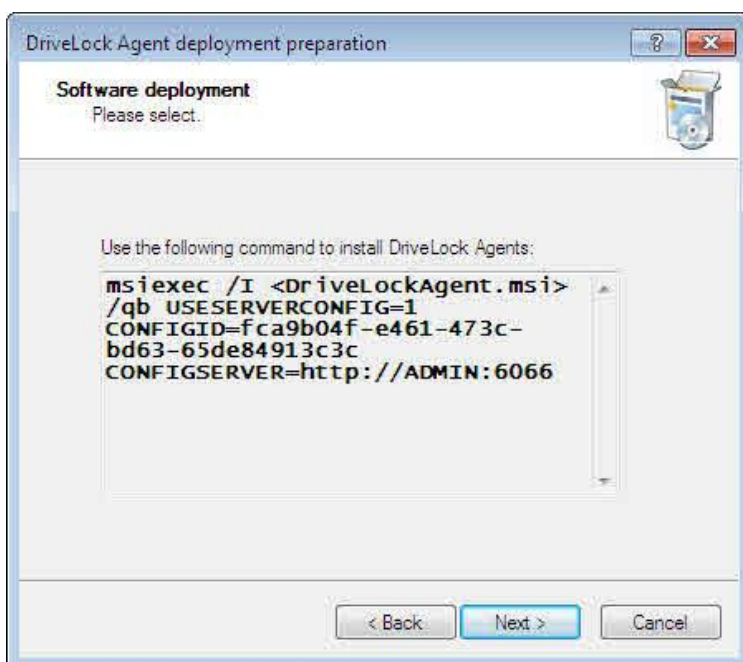 DriveLock Agent deployment preparation
Software deployment
Please select.
Use the following command to install DriveLock Agents:
msiexec /I <DriveLockAgent.msi>
/qb USESERVERCONFIG=1
CONFIGID=fca9b04f-e461-473c-
bd63-65de84913c3c
CONFIGSERVER=http://ADMIN:6066
< Back
Next >
Cancel